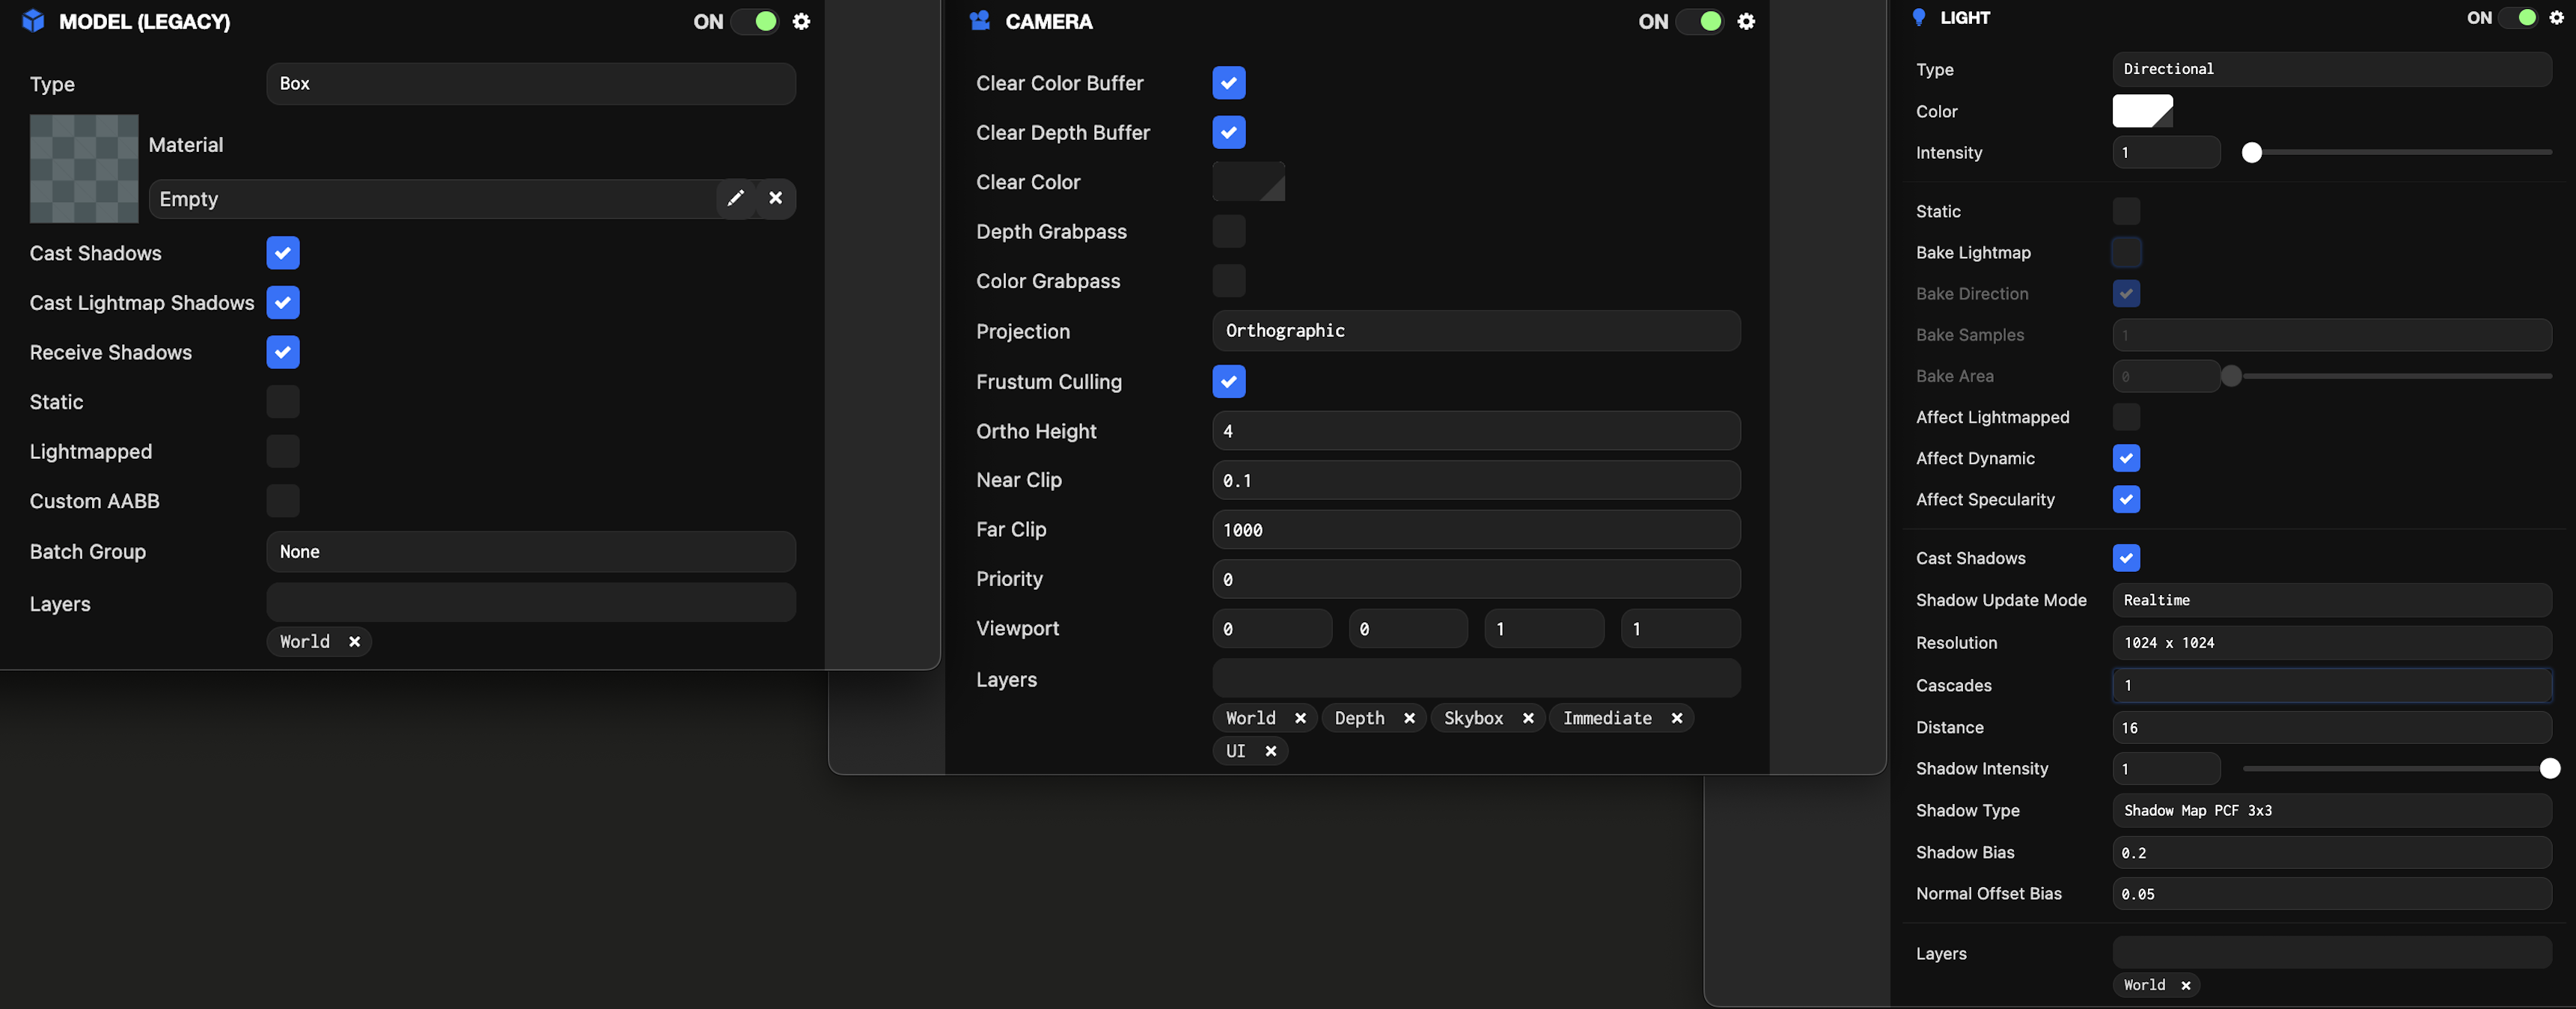 MODEL (LEGACY) ON
Type Box
Material
Empty
Cast Shadows
Cast Lightmap Shadows
Receive Shadows
Static
Lightmapped
Custom AABB
Batch Group None
Layers
World
CAMERA ON
Clear Color Buffer
Clear Depth Buffer
Clear Color
Depth Grabpass
Color Grabpass
Projection Orthographic
Frustum Culling
Ortho Height 4
Near Clip 0.1
Far Clip 1000
Priority 0
Viewport 0 0 1 1
Layers
World Depth Skybox Immediate
UI
LIGHT ON
Type Directional
Color
Intensity 1
Static
Bake Lightmap
Bake Direction
Bake Samples 1
Bake Area 0
Affect Lightmapped
Affect Dynamic
Affect Specularity
Cast Shadows
Shadow Update Mode Realtime
Resolution 1024 x 1024
Cascades 1
Distance 16
Shadow Intensity 1
Shadow Type Shadow Map PCF 3x3
Shadow Bias 0.2
Normal Offset Bias 0.05
Layers
World